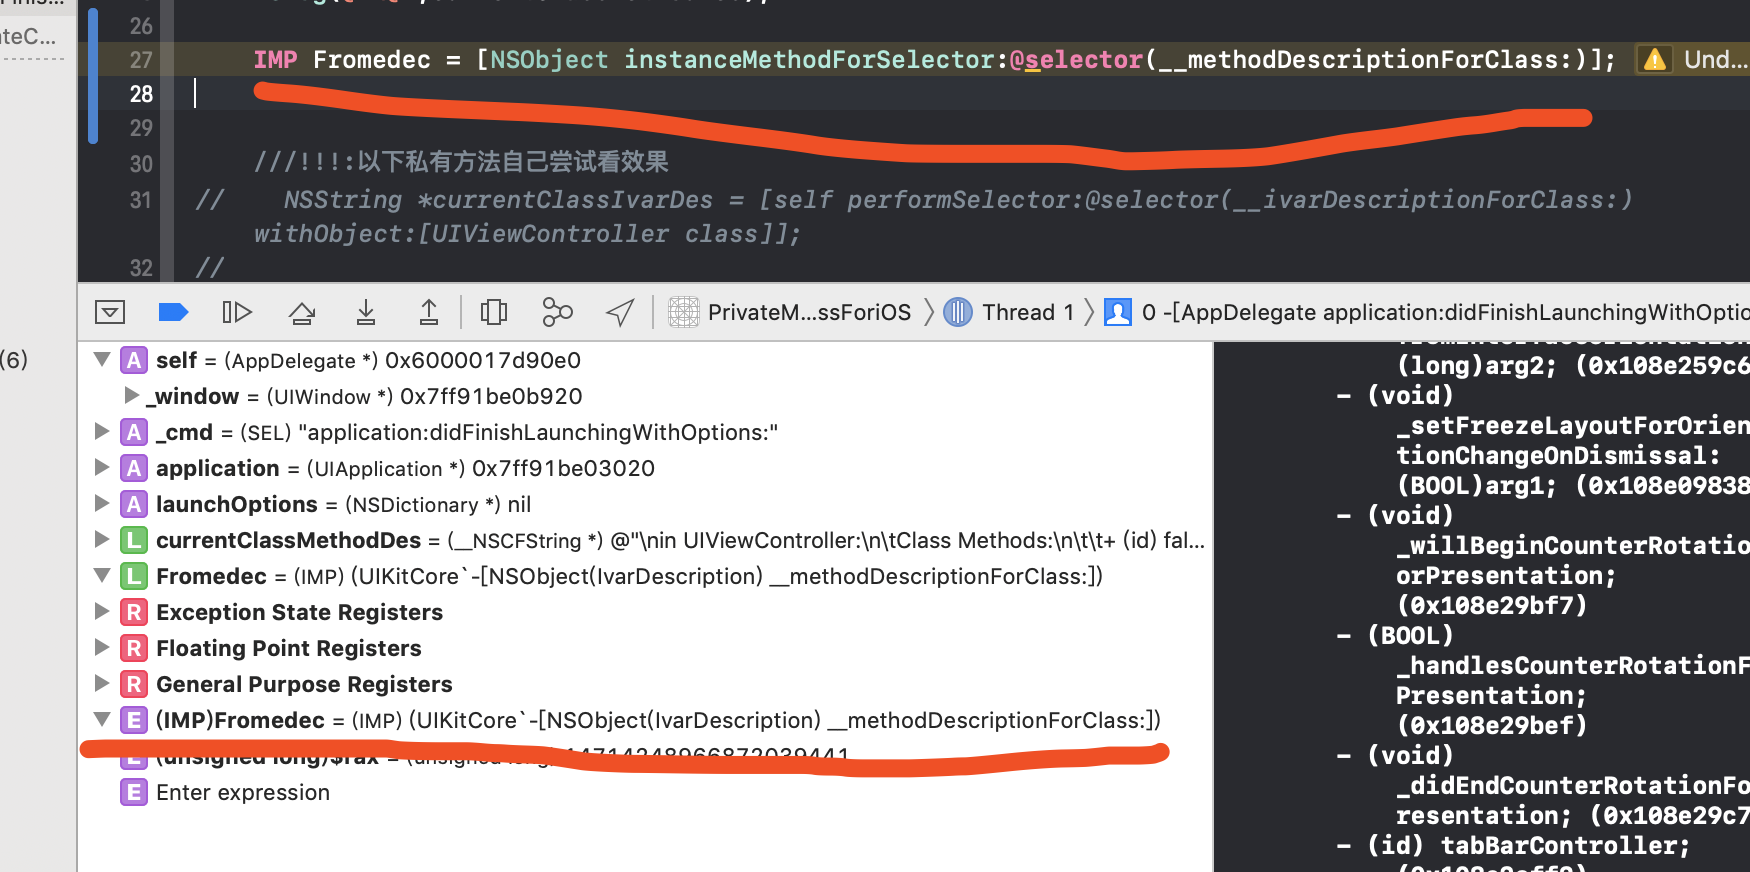 26
27 IMP Fromedec = [NSObject instanceMethodForSelector:@selector(__methodDescriptionForClass:)]; Und...
28
29
30 ///!!!:以下私有方法自己尝试看效果
31 // NSString *currentClassIvarDes = [self performSelector:@selector(__ivarDescriptionForClass:)
withObject:[UIViewController class]];
32 //
ateC...
(6)
PrivateM...ssForiOS Thread 1 0 -[AppDelegate application:didFinishLaunchingWithOptio
A self = (AppDelegate *) 0x6000017d90e0
_window = (UIWindow *) 0x7ff91be0b920
A _cmd = (SEL) "application:didFinishLaunchingWithOptions:"
A application = (UIApplication *) 0x7ff91be03020
A launchOptions = (NSDictionary *) nil
L currentClassMethodDes = (__NSCFString *) @"\nin UIViewController:\n\tClass Methods:\n\t\t+ (id) fal...
L Fromedec = (IMP) (UIKitCore`-[NSObject(IvarDescription) __methodDescriptionForClass:])
R Exception State Registers
R Floating Point Registers
R General Purpose Registers
E (IMP)Fromedec = (IMP) (UIKitCore`-[NSObject(IvarDescription) __methodDescriptionForClass:])
E (unsigned long)$rax = (unsigned long)
E Enter expression
(long)arg2; (0x108e259c6
- (void)
_setFreezeLayoutForOrien
tionChangeOnDismissal:
(BOOL)arg1; (0x108e09838
- (void)
_willBeginCounterRotatio
orPresentation;
(0x108e29bf7)
- (BOOL)
_handlesCounterRotationF
Presentation;
(0x108e29bef)
- (void)
_didEndCounterRotationFo
resentation; (0x108e29c7
- (id) tabBarController;